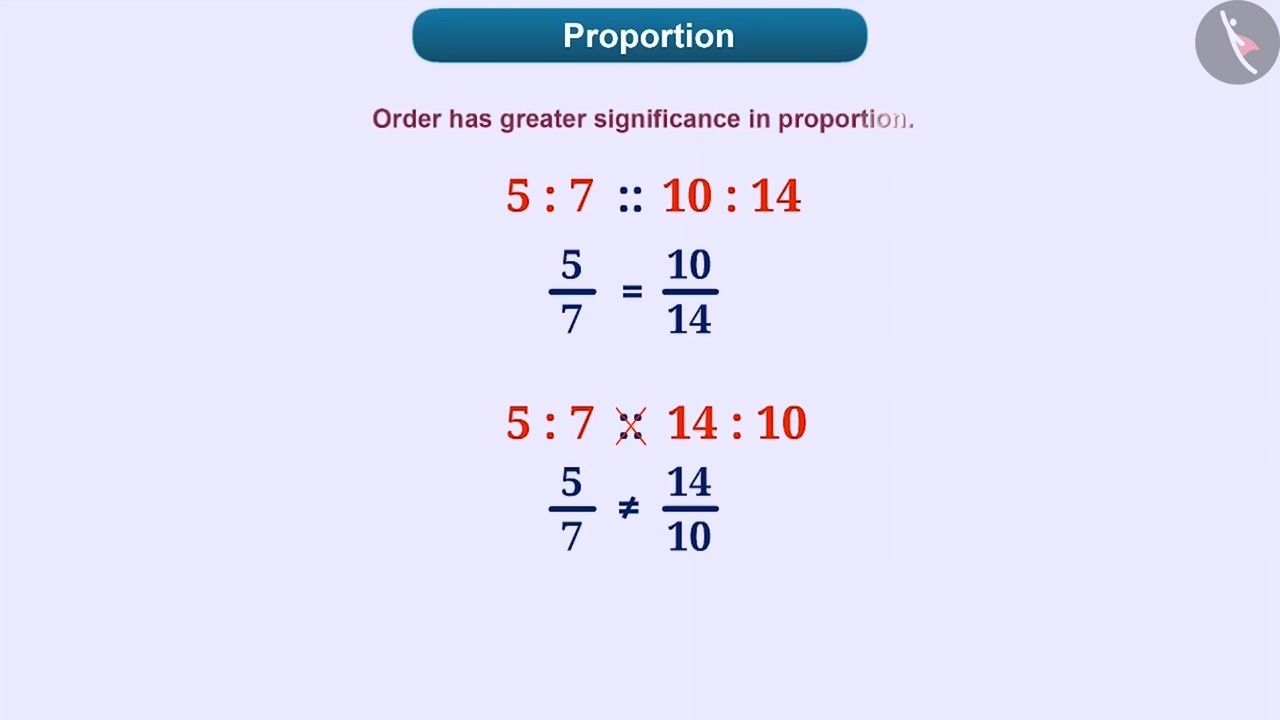 Proportion
Order has greater significance in proportion.
5 : 7 :: 10 : 14
5/7 = 10/14
5 : 7 :: 14 : 10
5/7 ≠ 14/10